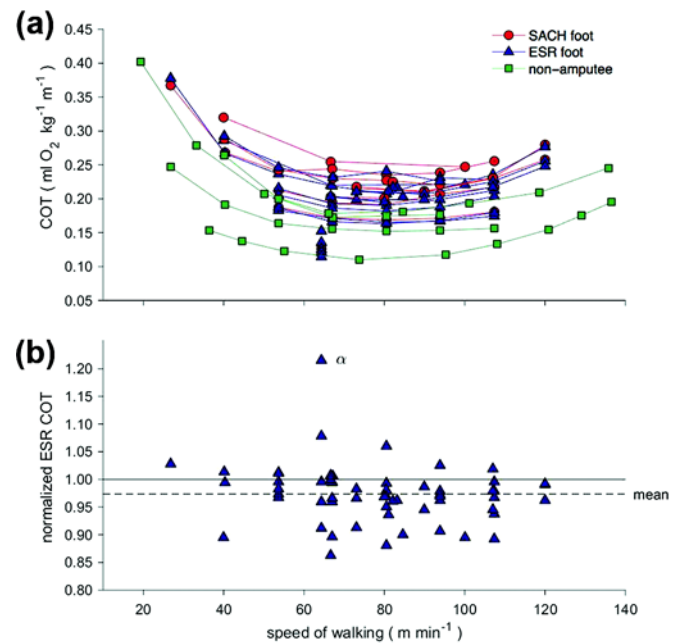 (a)
SACH foot
ESR foot
non-amputee
COT ( ml O₂ kg⁻¹ m⁻¹ )
0.45
0.40
0.35
0.30
0.25
0.20
0.15
0.10
0.05
(b)
normalized ESR COT
1.20
1.15
1.10
1.05
1.00
0.95
0.90
0.85
0.80
α
mean
20 40 60 80 100 120 140
speed of walking ( m min⁻¹ )